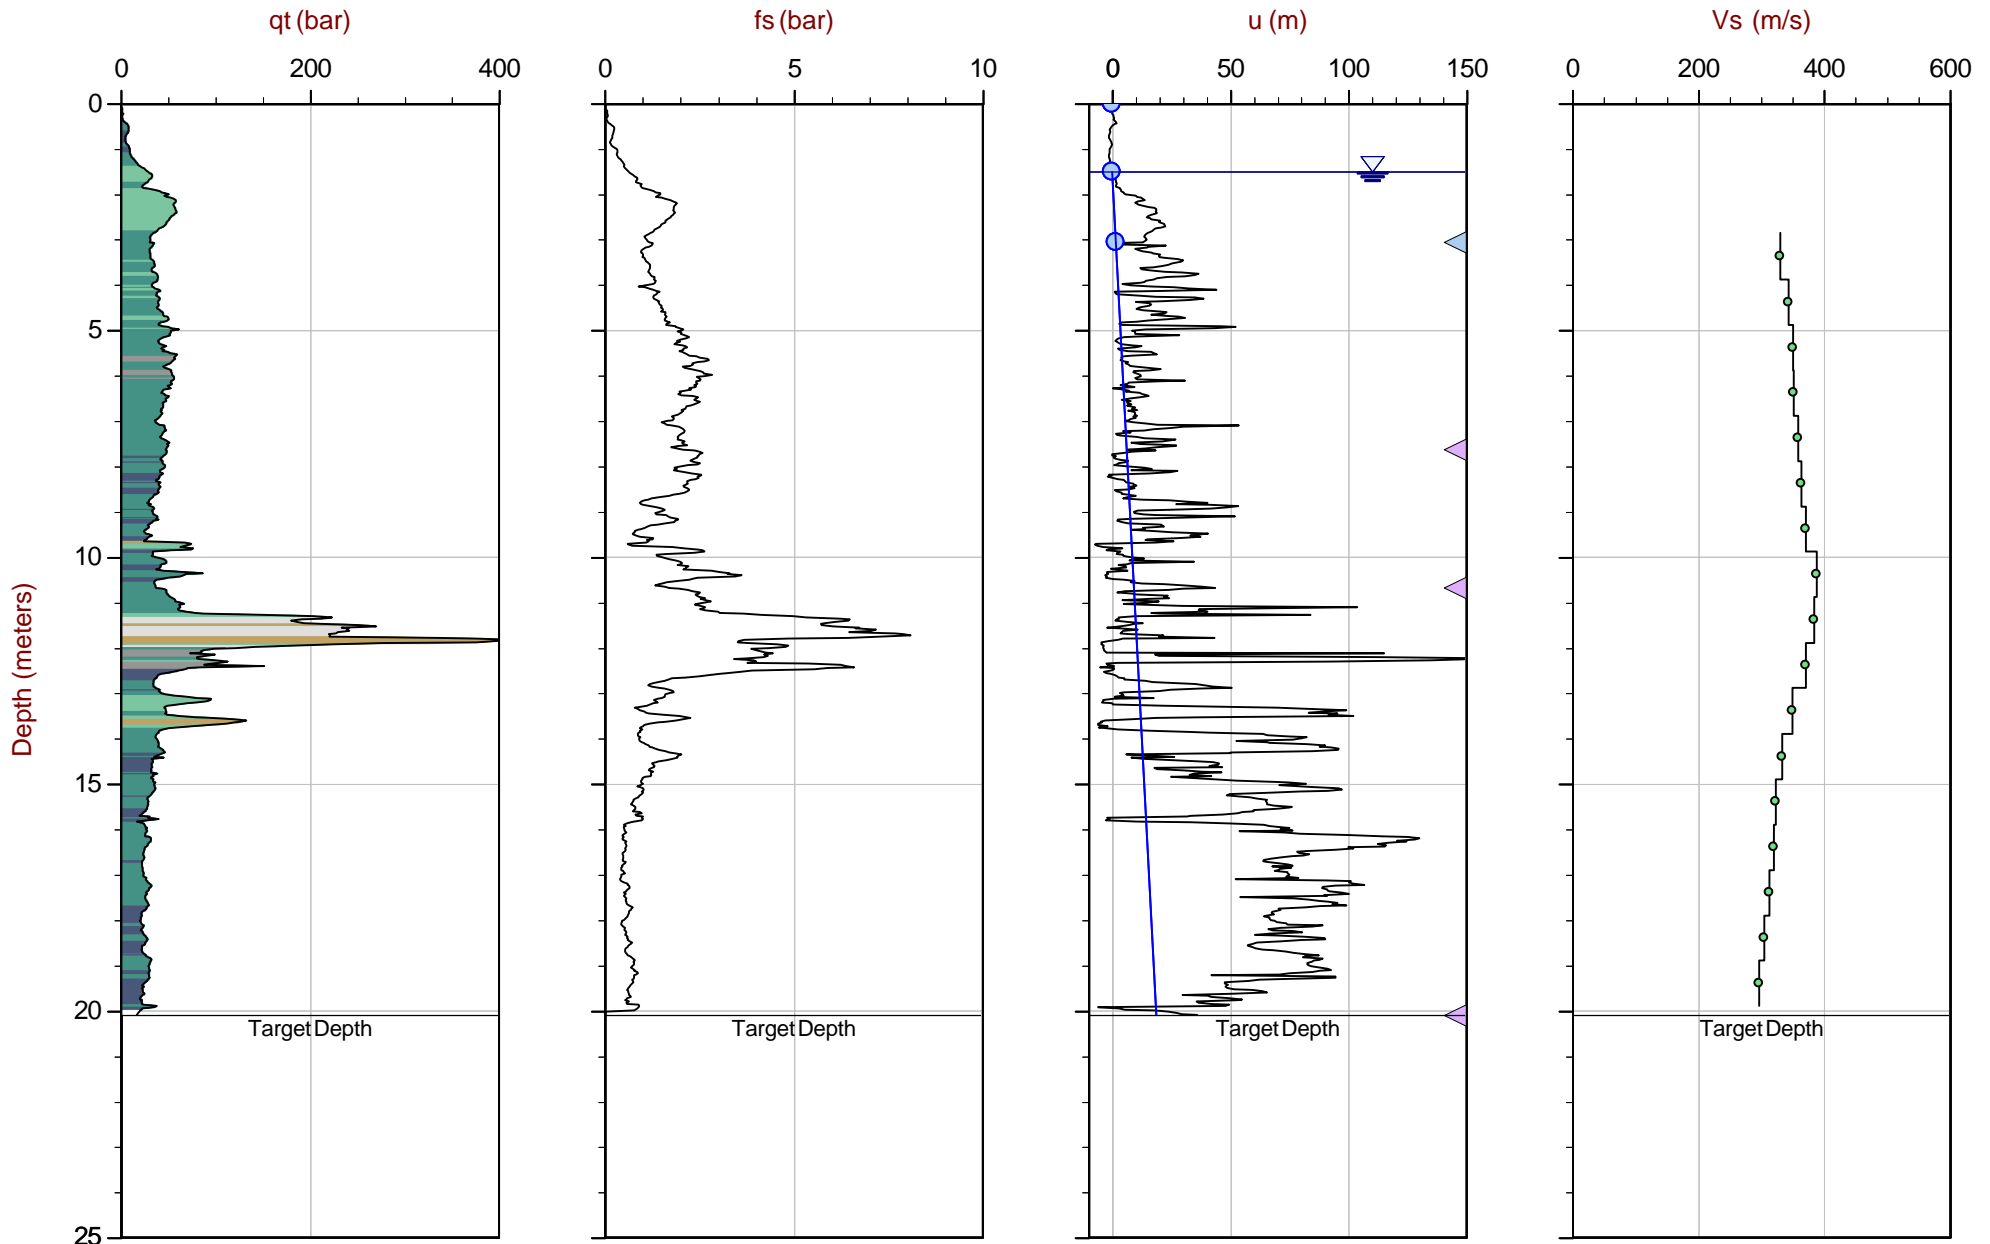 qt (bar) fs (bar) u (m) Vs (m/s)
0 200 400 0 5 10 0 50 100 150 0 200 400 600
0
5
10
Depth (meters)
15
20
Target Depth Target Depth Target Depth Target Depth
25